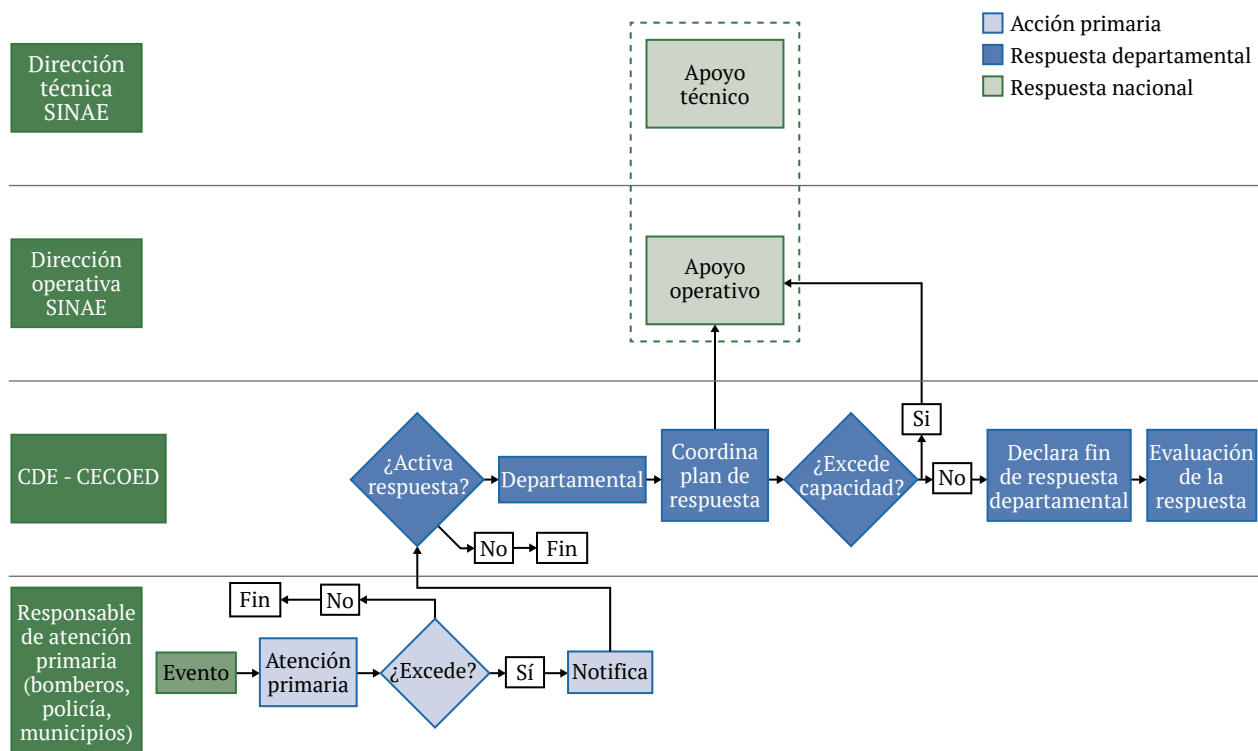 Acción primaria
Respuesta departamental
Respuesta nacional
Dirección
técnica
SINAE
Apoyo
técnico
Dirección
operativa
SINAE
Apoyo
operativo
CDE - CECOED
¿Activa
respuesta?
Departamental
Coordina
plan de
respuesta
¿Excede
capacidad?
Si
No
Declara fin
de respuesta
departamental
Evaluación
de la
respuesta
No
Fin
Responsable
de atención
primaria
(bomberos,
policía,
municipios)
Fin
No
Evento
Atención
primaria
¿Excede?
Sí
Notifica